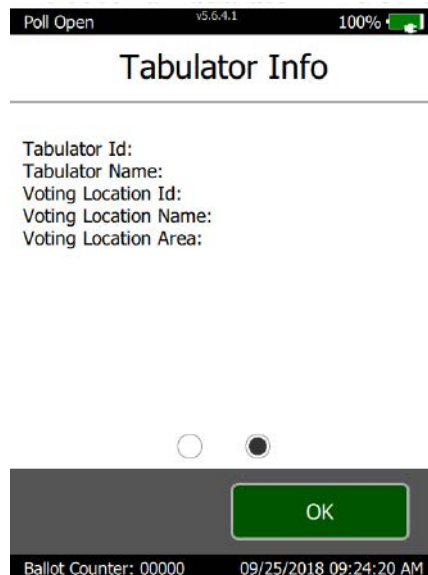 Poll Open v5.6.4.1 100%
Tabulator Info
Tabulator Id:
Tabulator Name:
Voting Location Id:
Voting Location Name:
Voting Location Area:
OK
Ballot Counter: 00000 09/25/2018 09:24:20 AM